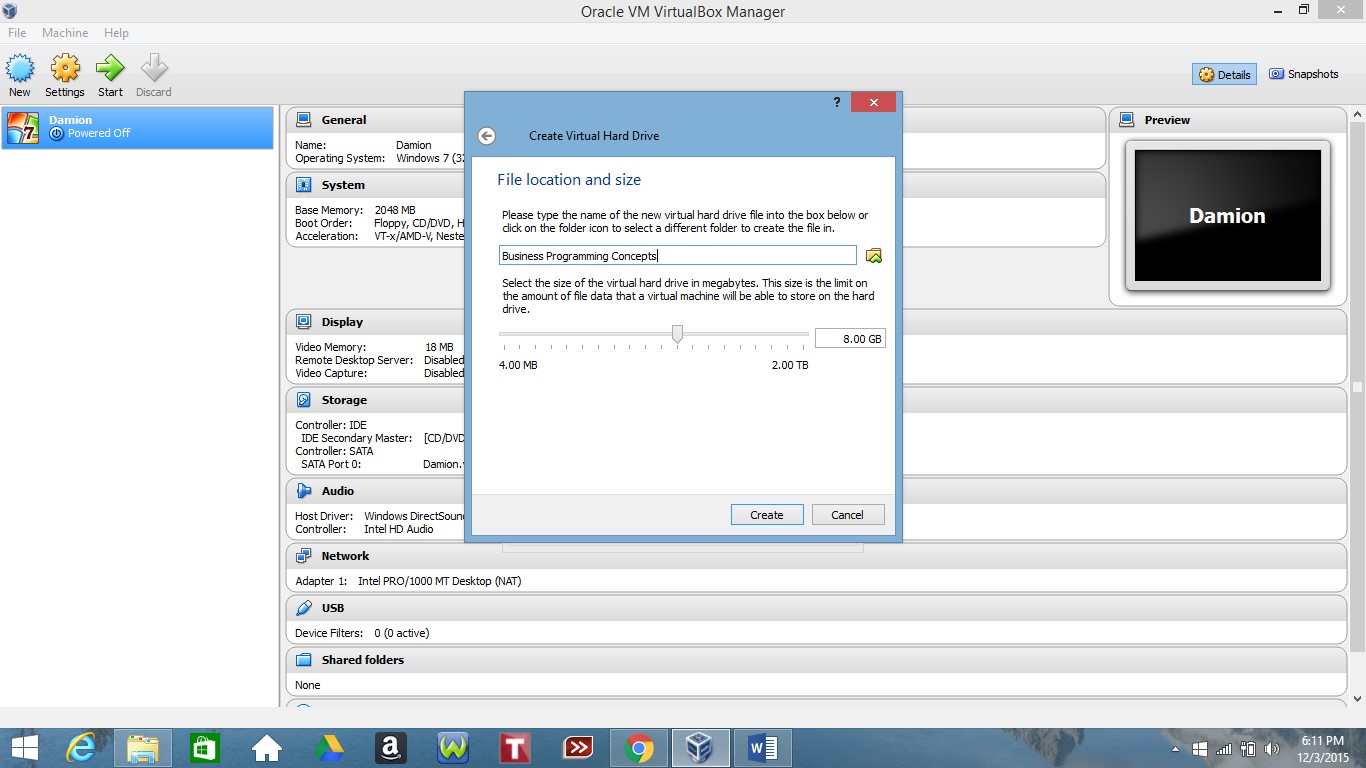 Oracle VM VirtualBox Manager
File Machine Help
New Settings Start Discard
Details Snapshots
Damion
Powered Off
General
Name: Damion
Operating System: Windows 7 (32
System
Base Memory: 2048 MB
Boot Order: Floppy, CD/DVD, H
Acceleration: VT-x/AMD-V, Neste
Display
Video Memory: 18 MB
Remote Desktop Server: Disabled
Video Capture: Disabled
Storage
Controller: IDE
IDE Secondary Master: [CD/DVD
Controller: SATA
SATA Port 0: Damion.v
Audio
Host Driver: Windows DirectSoun
Controller: Intel HD Audio
Network
Adapter 1: Intel PRO/1000 MT Desktop (NAT)
USB
Device Filters: 0 (0 active)
Shared folders
None
Preview
Damion
?
Create Virtual Hard Drive
File location and size
Please type the name of the new virtual hard drive file into the box below or
click on the folder icon to select a different folder to create the file in.
Business Programming Concepts
Select the size of the virtual hard drive in megabytes. This size is the limit on
the amount of file data that a virtual machine will be able to store on the hard
drive.
8.00 GB
4.00 MB 2.00 TB
Create Cancel
6:11 PM
12/3/2015